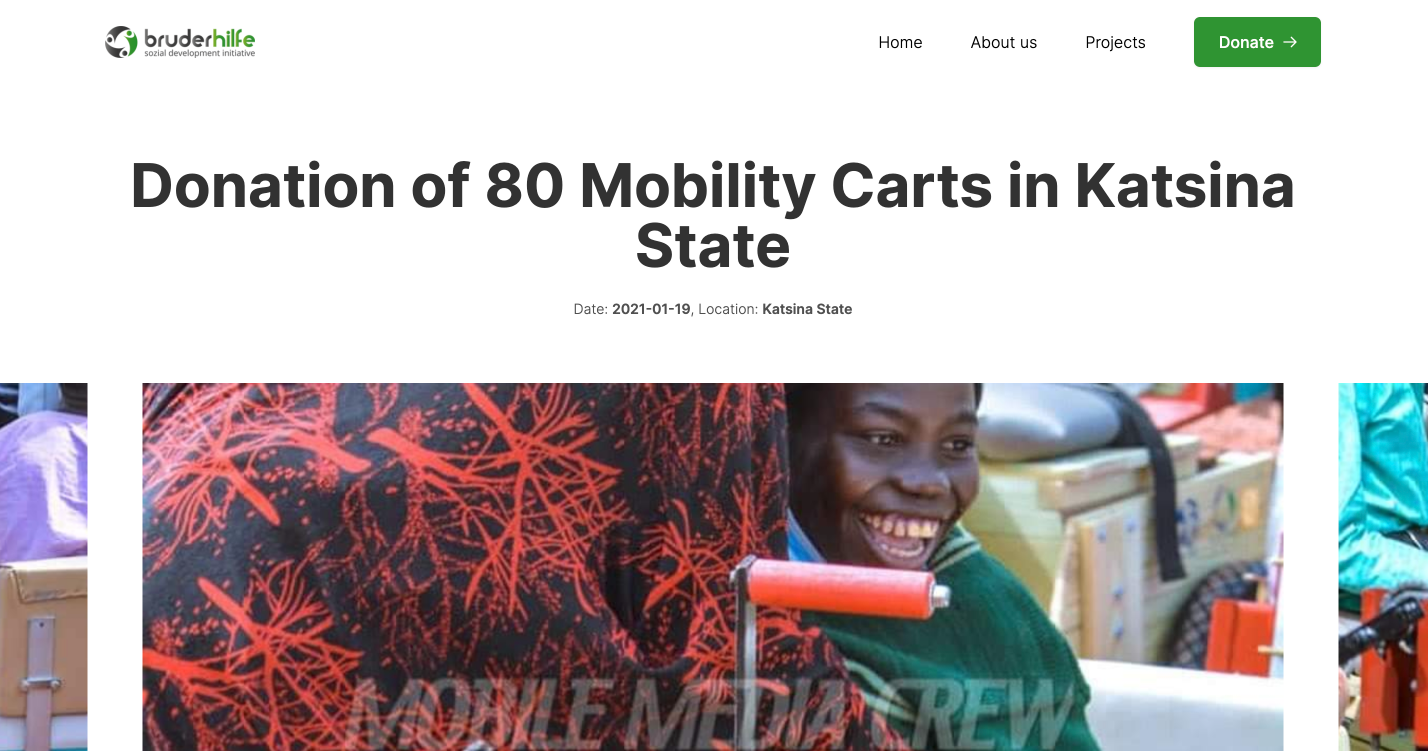 bruderhilfe
sozial development initiative
Home
About us
Projects
Donate →
Donation of 80 Mobility Carts in Katsina
State
Date: 2021-01-19, Location: Katsina State
MOBILE MEDIA CREW